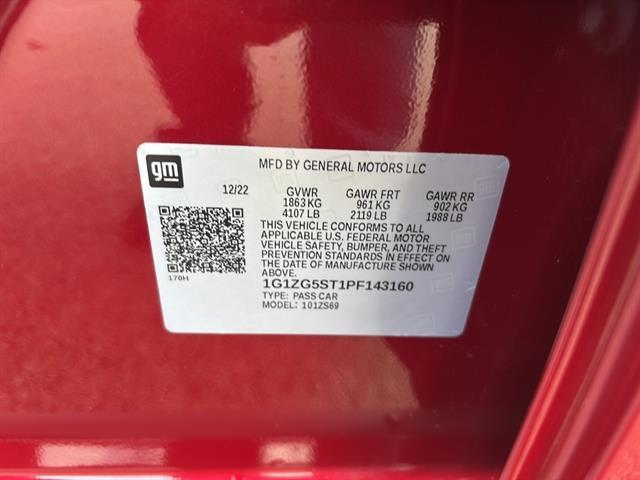 gm
MFD BY GENERAL MOTORS LLC
12/22 GVWR GAWR FRT GAWR RR
1863 KG 961 KG 902 KG
4107 LB 2119 LB 1988 LB
THIS VEHICLE CONFORMS TO ALL
APPLICABLE U.S. FEDERAL MOTOR
VEHICLE SAFETY, BUMPER, AND THEFT
PREVENTION STANDARDS IN EFFECT ON
THE DATE OF MANUFACTURE SHOWN
ABOVE.
170H
1G1ZG5ST1PF143160
TYPE: PASS CAR
MODEL: 101ZS69